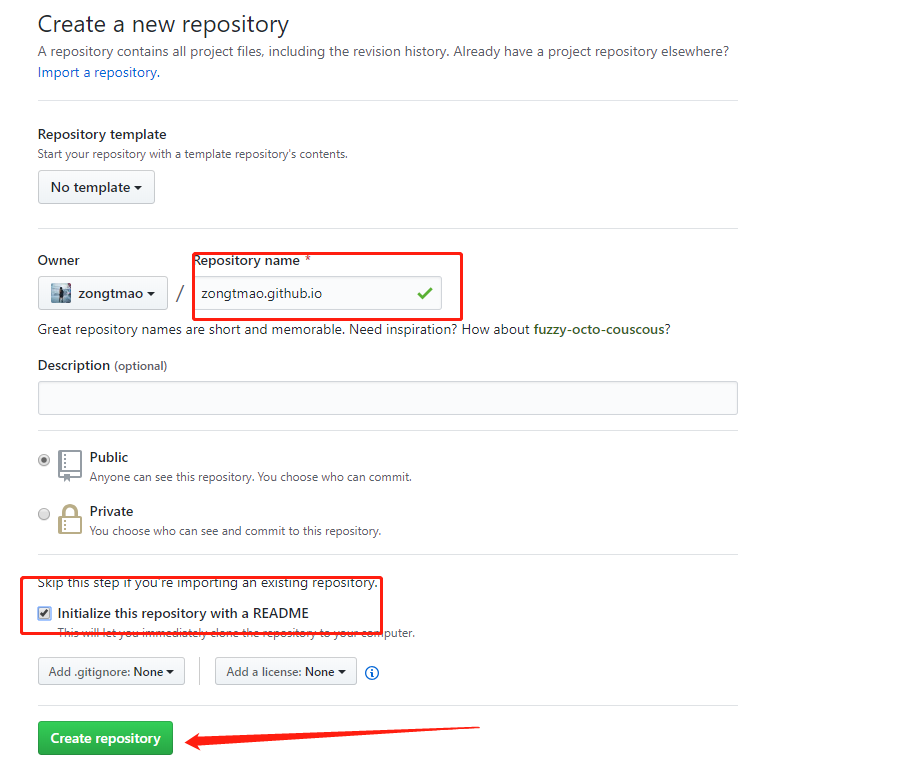 Create a new repository
A repository contains all project files, including the revision history. Already have a project repository elsewhere?
Import a repository.
Repository template
Start your repository with a template repository's contents.
No template
Owner
Repository name *
zongtmao
/
zongtmao.github.io
Great repository names are short and memorable. Need inspiration? How about fuzzy-octo-couscous?
Description (optional)
Public
Anyone can see this repository. You choose who can commit.
Private
You choose who can see and commit to this repository.
Skip this step if you're importing an existing repository.
Initialize this repository with a README
This will let you immediately clone the repository to your computer.
Add .gitignore: None
Add a license: None
Create repository